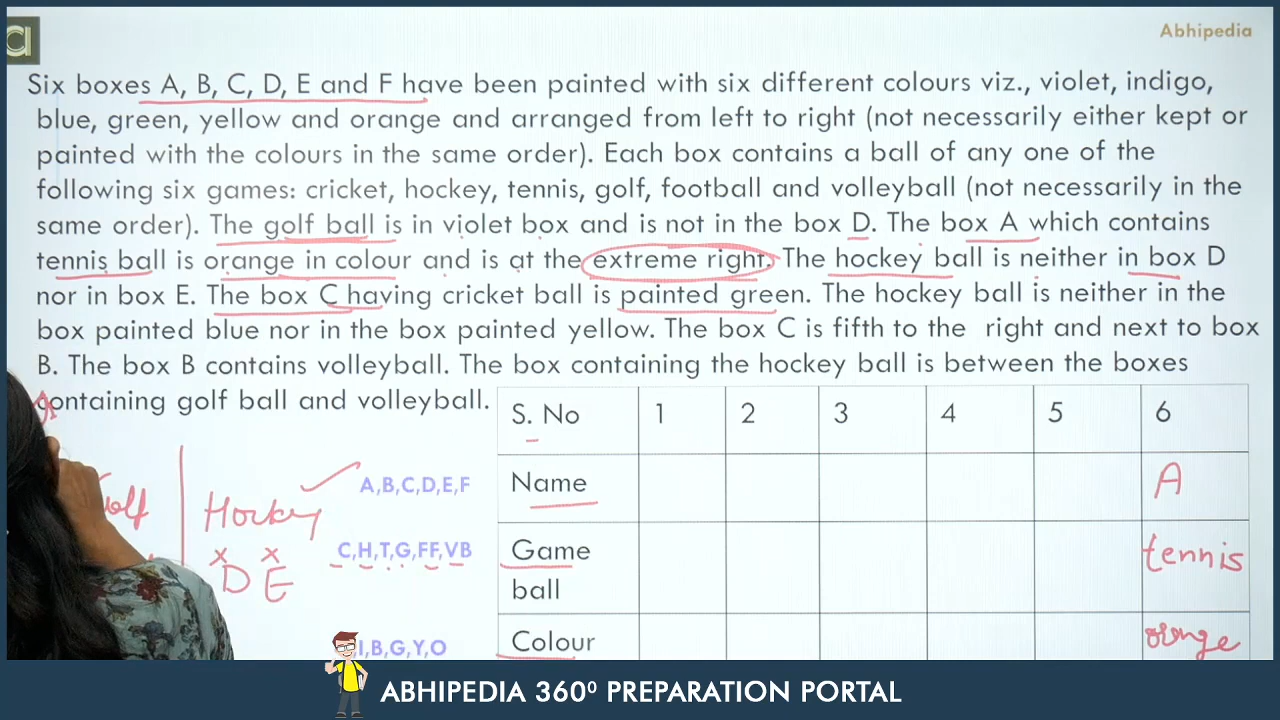 a
Abhipedia
Six boxes A, B, C, D, E and F have been painted with six different colours viz., violet, indigo,
blue, green, yellow and orange and arranged from left to right (not necessarily either kept or
painted with the colours in the same order). Each box contains a ball of any one of the
following six games: cricket, hockey, tennis, golf, football and volleyball (not necessarily in the
same order). The golf ball is in violet box and is not in the box D. The box A which contains
tennis ball is orange in colour and is at the extreme right. The hockey ball is neither in box D
nor in box E. The box C having cricket ball is painted green. The hockey ball is neither in the
box painted blue nor in the box painted yellow. The box C is fifth to the right and next to box
B. The box B contains volleyball. The box containing the hockey ball is between the boxes
containing golf ball and volleyball.
S. No 1 2 3 4 5 6
A,B,C,D,E,F Name A
Hockey
C,H,T,G,FF,VB Game ball tennis
D E
I,B,G,Y,O Colour orange
ABHIPEDIA 360⁰ PREPARATION PORTAL